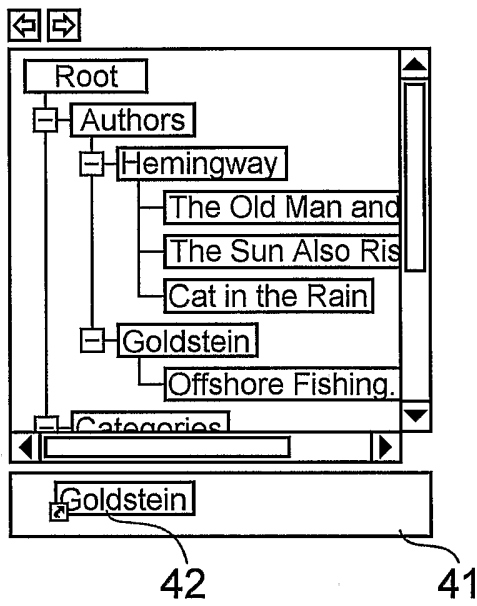 Root
Authors
Hemingway
The Old Man and
The Sun Also Ris
Cat in the Rain
Goldstein
Offshore Fishing.
Categories
Goldstein
42
41